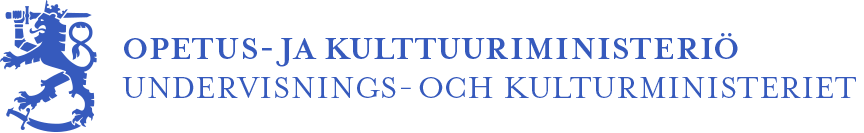 OPETUS- JA KULTTUURIMINISTERIÖ
UNDERVISNINGS- OCH KULTURMINISTERIET